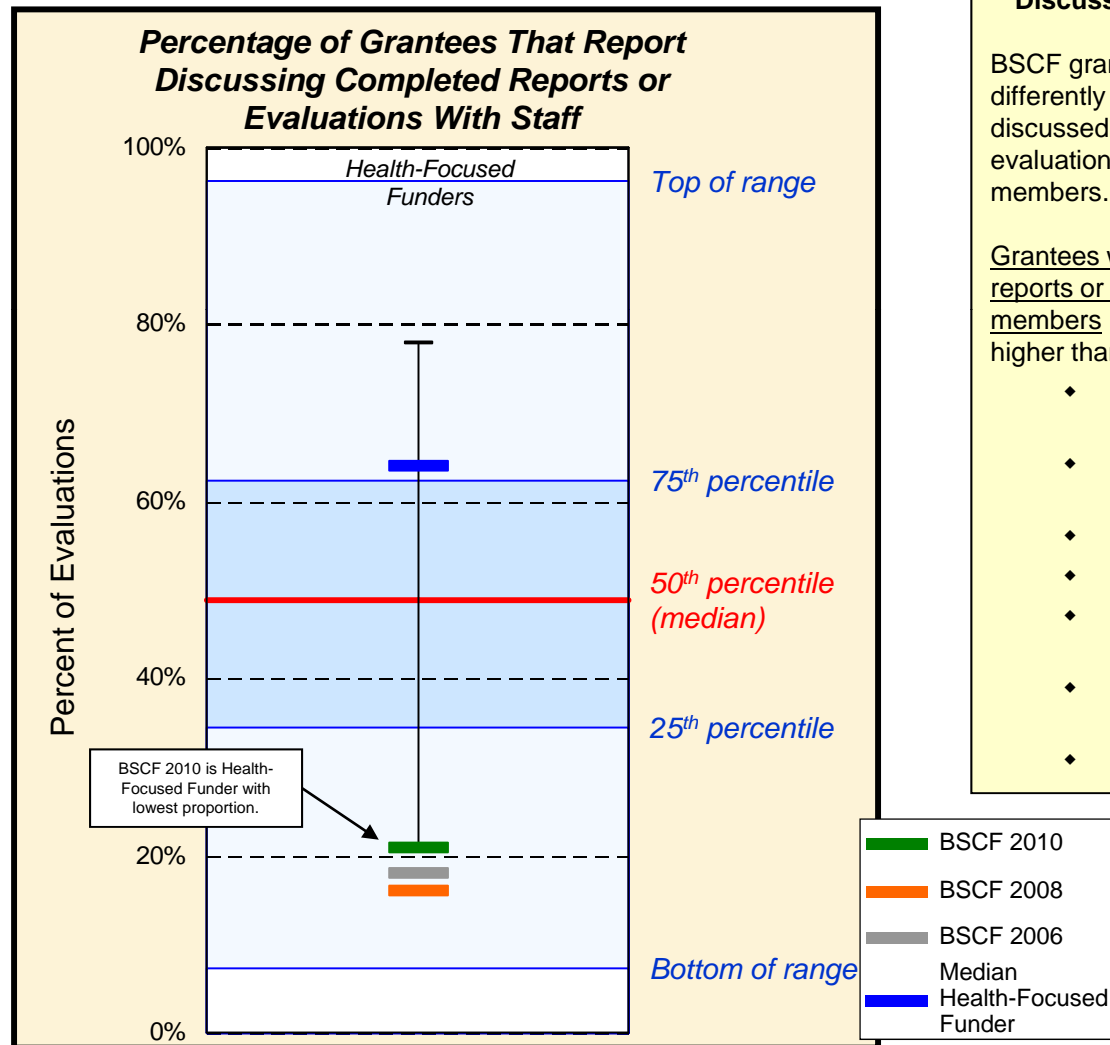 Percentage of Grantees That Report
Discussing Completed Reports or
Evaluations With Staff
100%
80%
60%
40%
20%
0%
Percent of Evaluations
Health-Focused
Funders
Top of range
75th percentile
50th percentile
(median)
25th percentile
Bottom of range
BSCF 2010 is Health-
Focused Funder with
lowest proportion.
BSCF
differently
discussed
evaluation
members.
Grantees
reports or
members
higher
BSCF 2010
BSCF 2008
BSCF 2006
Median
Health-Focused
Funder